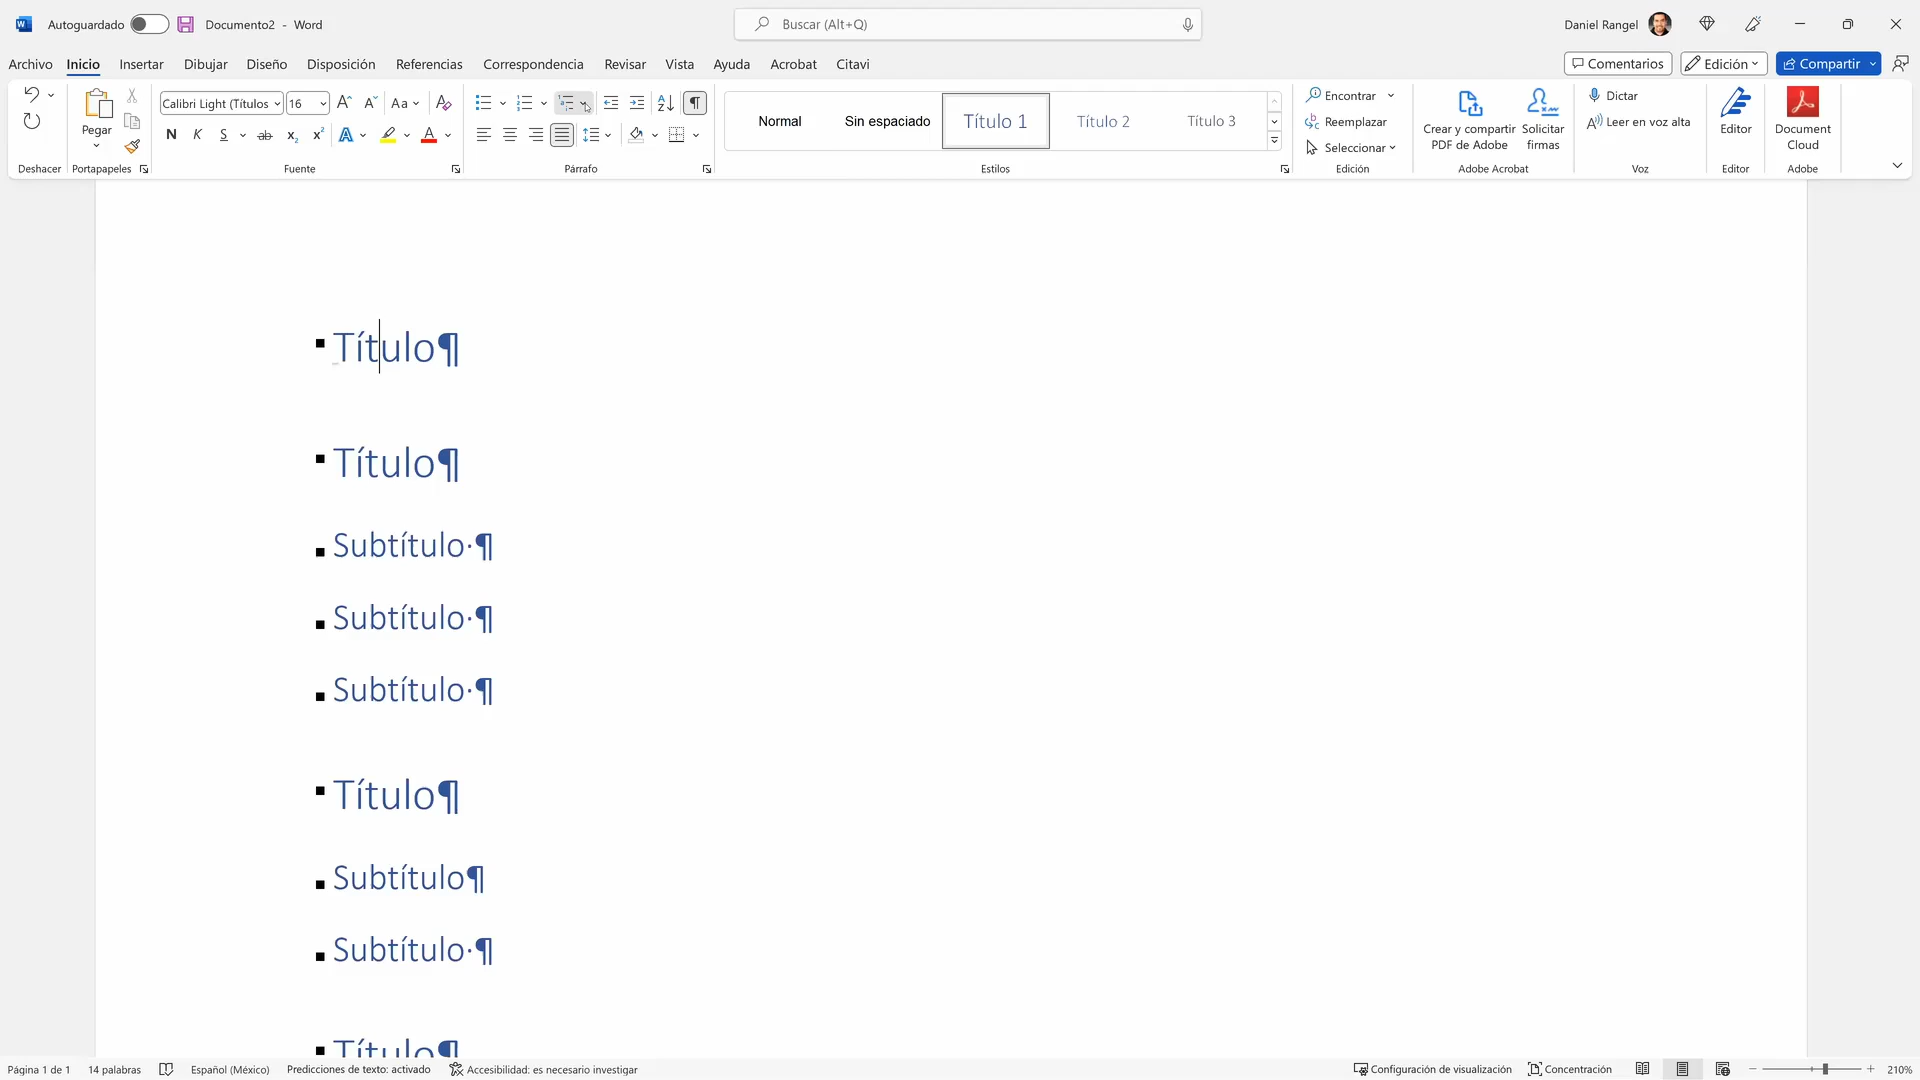 Autoguardado
Documento2 - Word
Buscar (Alt+Q)
Daniel Rangel
Archivo Inicio Insertar Dibujar Diseño Disposición Referencias Correspondencia Revisar Vista Ayuda Acrobat Citavi
Comentarios Edición Compartir
Pegar
Calibri Light (Títulos 16
Aa
N K S ab x₂ x² A A
Normal Sin espaciado Título 1 Título 2 Título 3
Encontrar
Reemplazar
Seleccionar
Crear y compartir
PDF de Adobe
Solicitar
firmas
Dictar
Leer en voz alta
Editor
Document
Cloud
Deshacer Portapapeles Fuente Párrafo Estilos Edición Adobe Acrobat Voz Editor Adobe
Título¶
Título¶
Subtítulo·¶
Subtítulo·¶
Subtítulo·¶
Título¶
Subtítulo¶
Subtítulo·¶
Título¶
Página 1 de 1 14 palabras Español (México) Predicciones de texto: activado Accesibilidad: es necesario investigar Configuración de visualización Concentración 210%